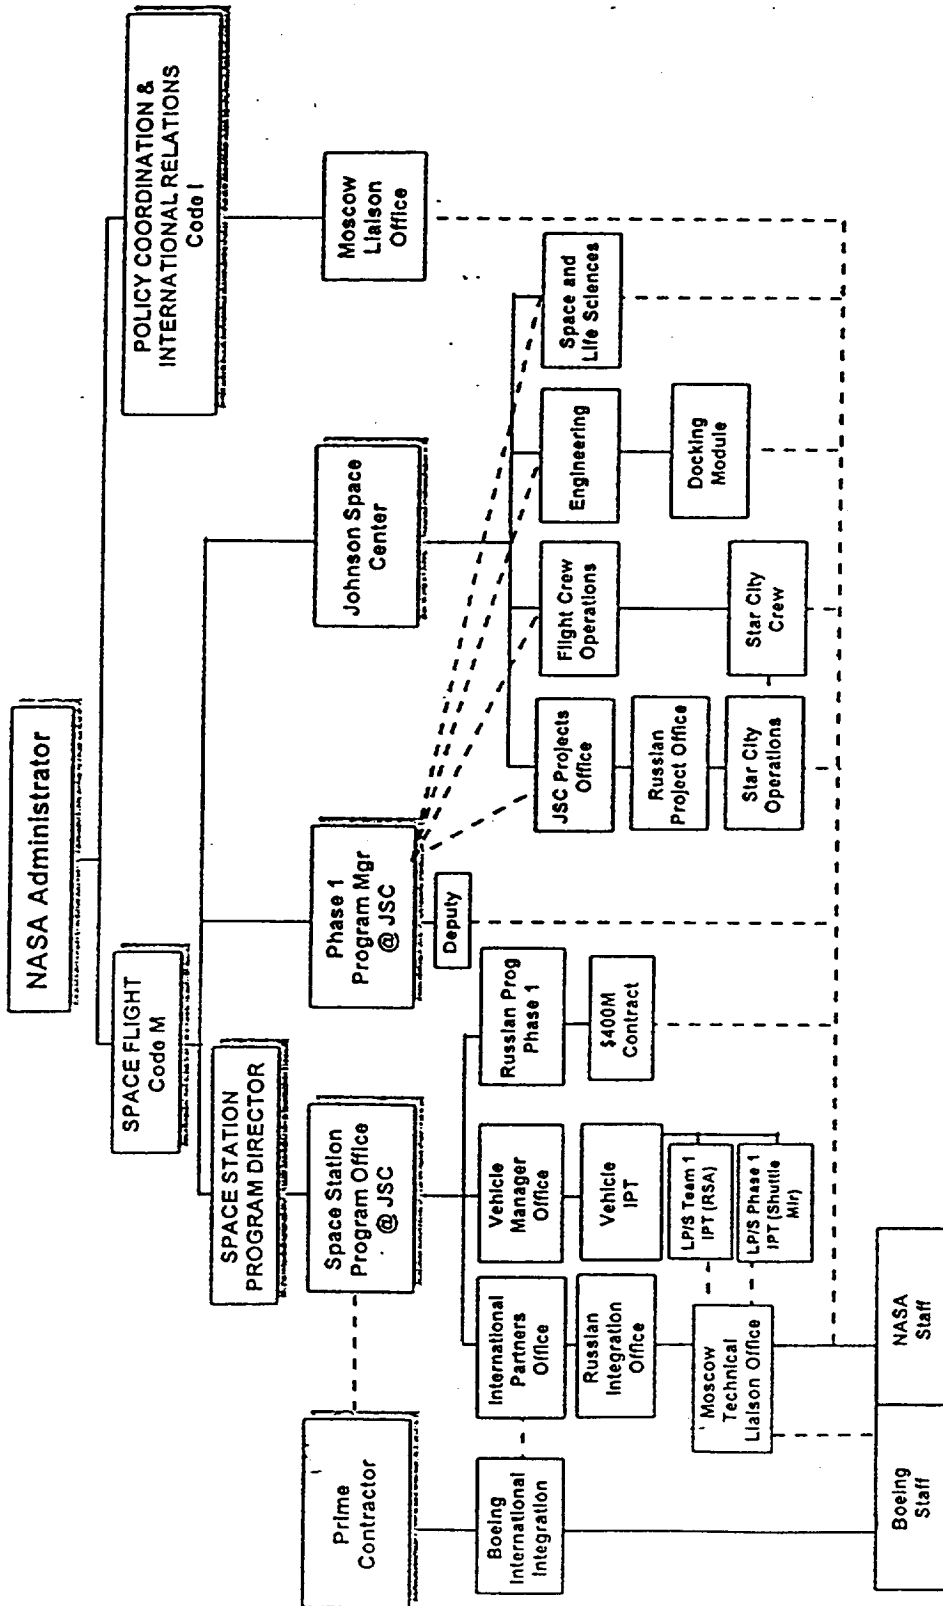 NASA Administrator
SPACE FLIGHT
Code M
POLICY COORDINATION &
INTERNATIONAL RELATIONS
Code I
SPACE STATION
PROGRAM DIRECTOR
Prime
Contractor
Space Station
Program Office
@JSC
Phase 1
Program Mgr
@ JSC
Johnson Space
Center
Moscow
Liaison
Office
Deputy
Boeing
International
Integration
International
Partners
Office
Vehicle
Manager
Office
Russian Prog
Phase 1
JSC Projects
Office
Flight Crew
Operations
Engineering
Space and
Life Sciences
Russian
Integration
Office
Vehicle
IPT
$400M
Contract
Russian
Project Office
Docking
Module
Moscow
Technical
Liaison Office
LP/S Team 1
IPT (RSA)
LP/S Phase 1
IPT (Shuttle
Mir)
Star City
Operations
Star City
Crew
Boeing
Staff
NASA
Staff